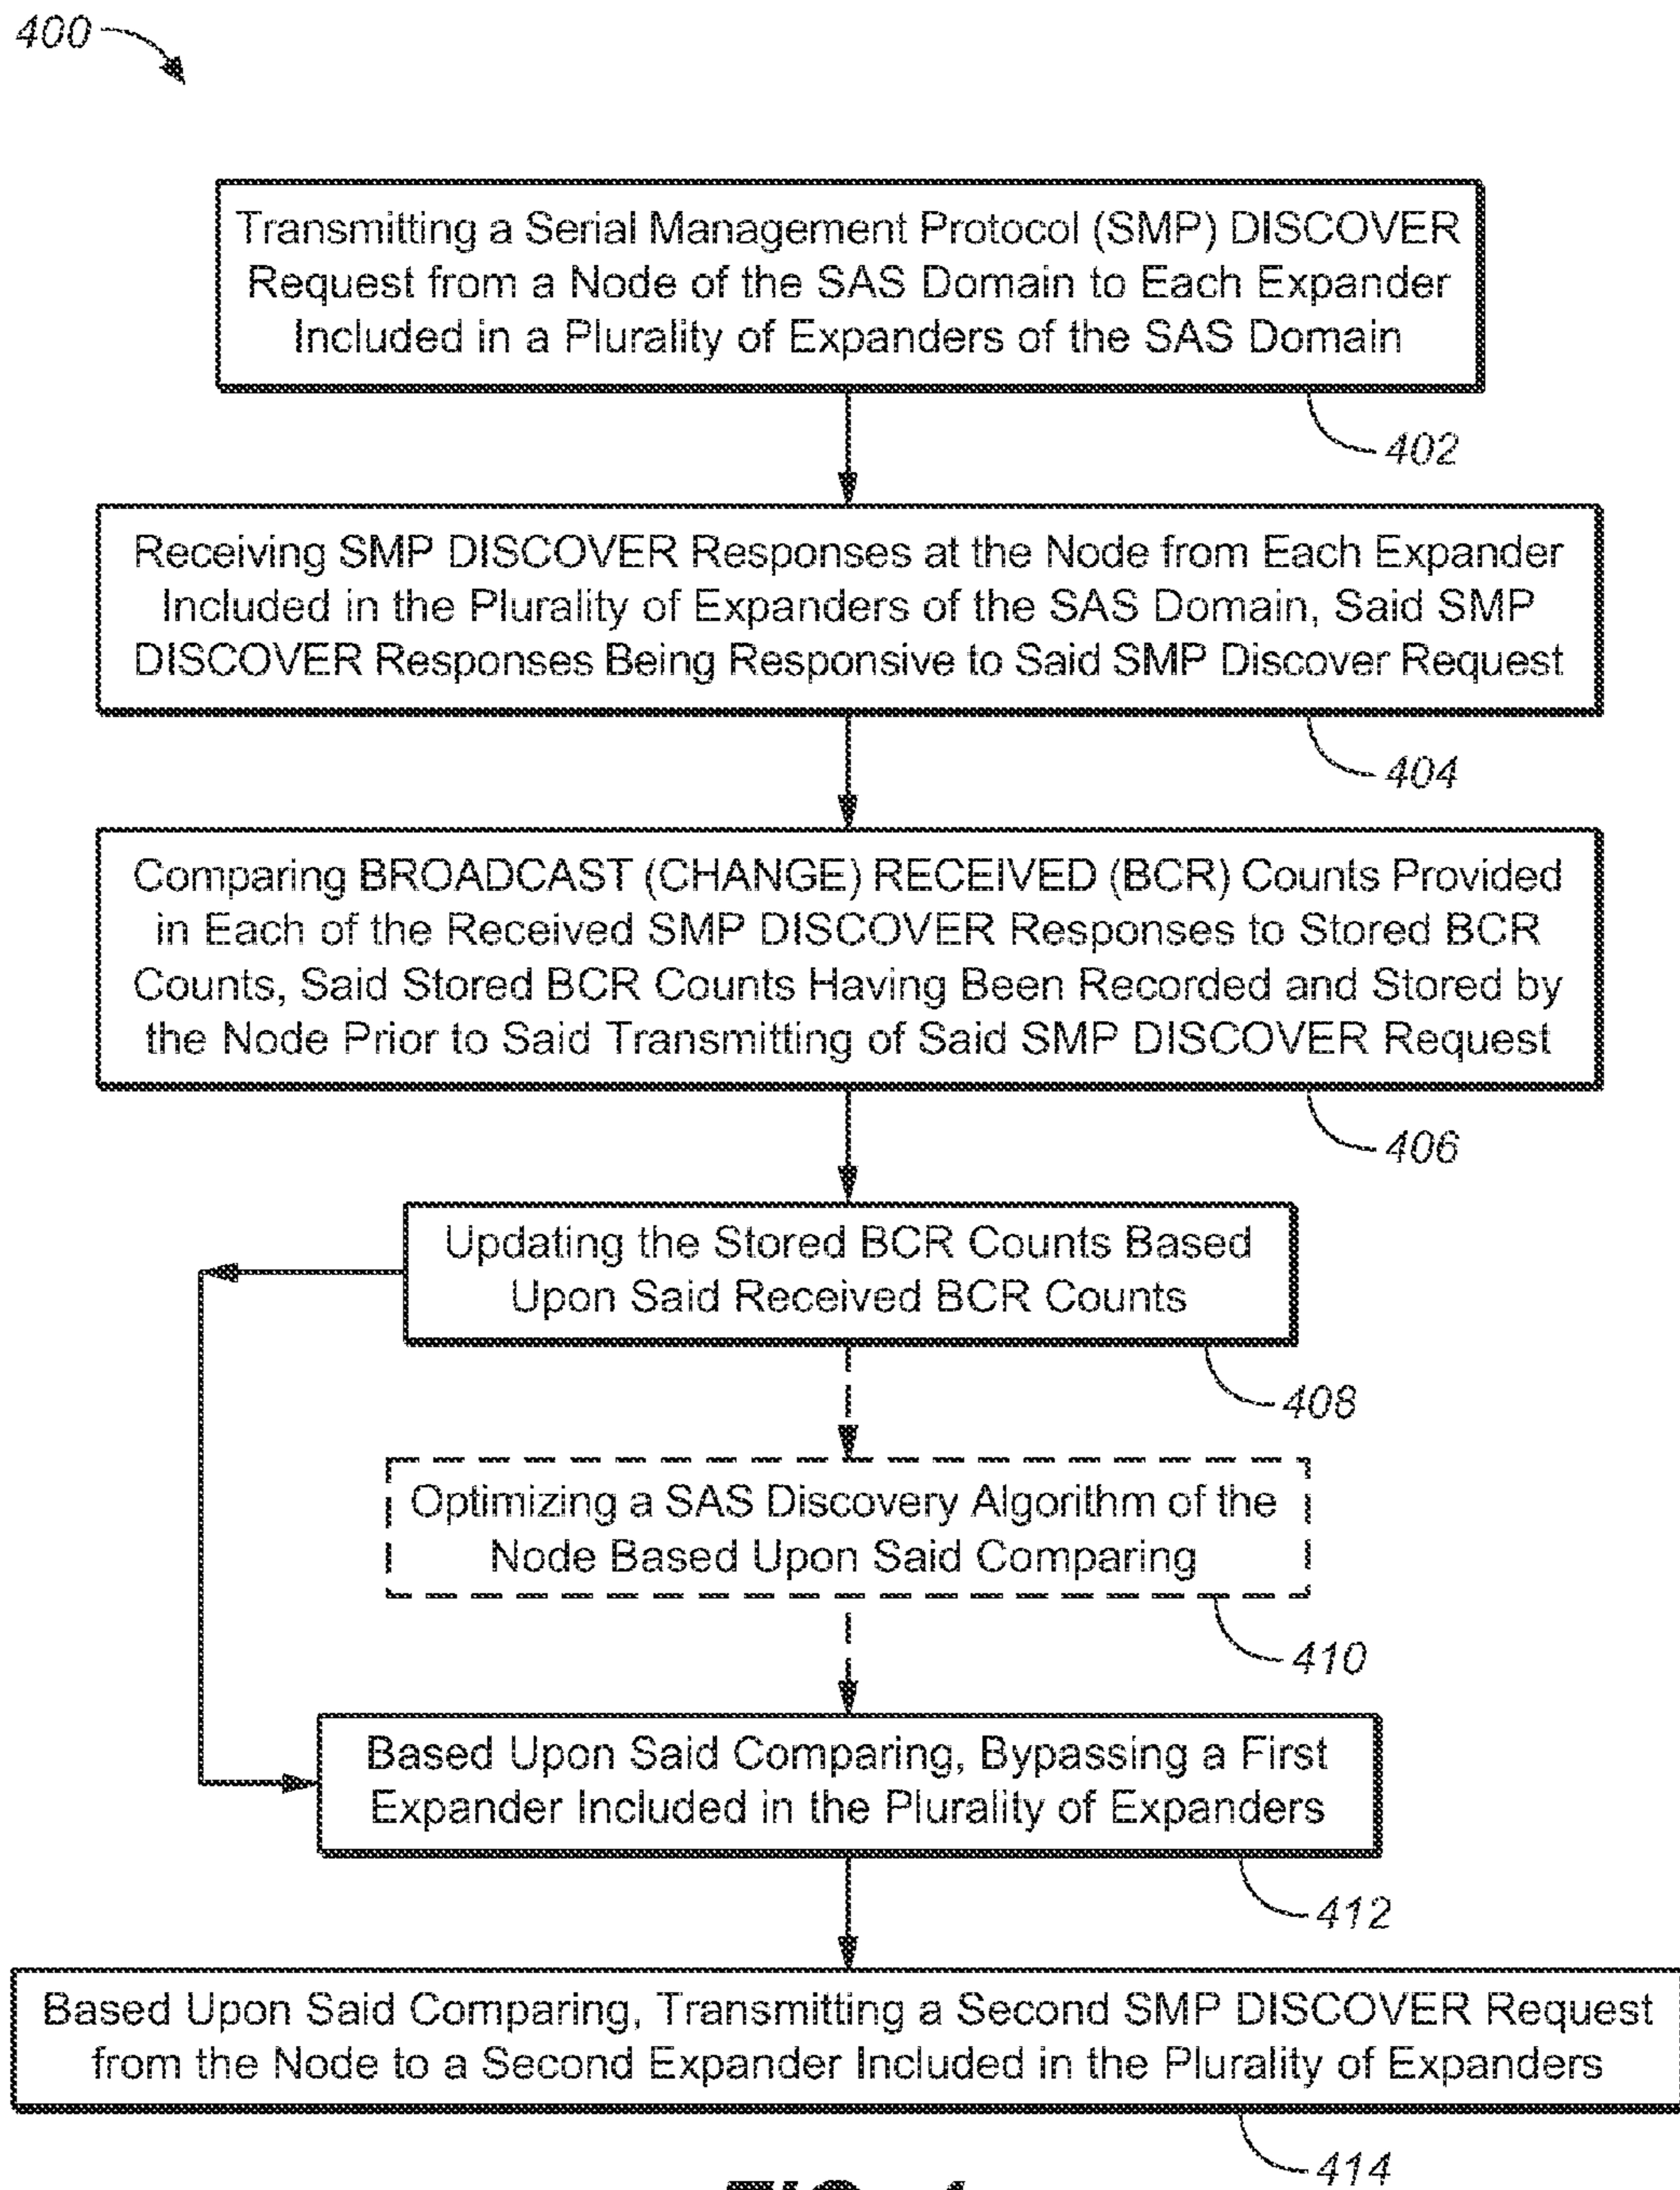 400
Transmitting a Serial Management Protocol (SMP) DISCOVER
Request from a Node of the SAS Domain to Each Expander
Included in a Plurality of Expanders of the SAS Domain
402
Receiving SMP DISCOVER Responses at the Node from Each Expander
Included in the Plurality of Expanders of the SAS Domain, Said SMP
DISCOVER Responses Being Responsive to Said SMP Discover Request
404
Comparing BROADCAST (CHANGE) RECEIVED (BCR) Counts Provided
in Each of the Received SMP DISCOVER Responses to Stored BCR
Counts, Said Stored BCR Counts Having Been Recorded and Stored by
the Node Prior to Said Transmitting of Said SMP DISCOVER Request
406
Updating the Stored BCR Counts Based
Upon Said Received BCR Counts
408
Optimizing a SAS Discovery Algorithm of the
Node Based Upon Said Comparing
410
Based Upon Said Comparing, Bypassing a First
Expander Included in the Plurality of Expanders
412
Based Upon Said Comparing, Transmitting a Second SMP DISCOVER Request
from the Node to a Second Expander Included in the Plurality of Expanders
414